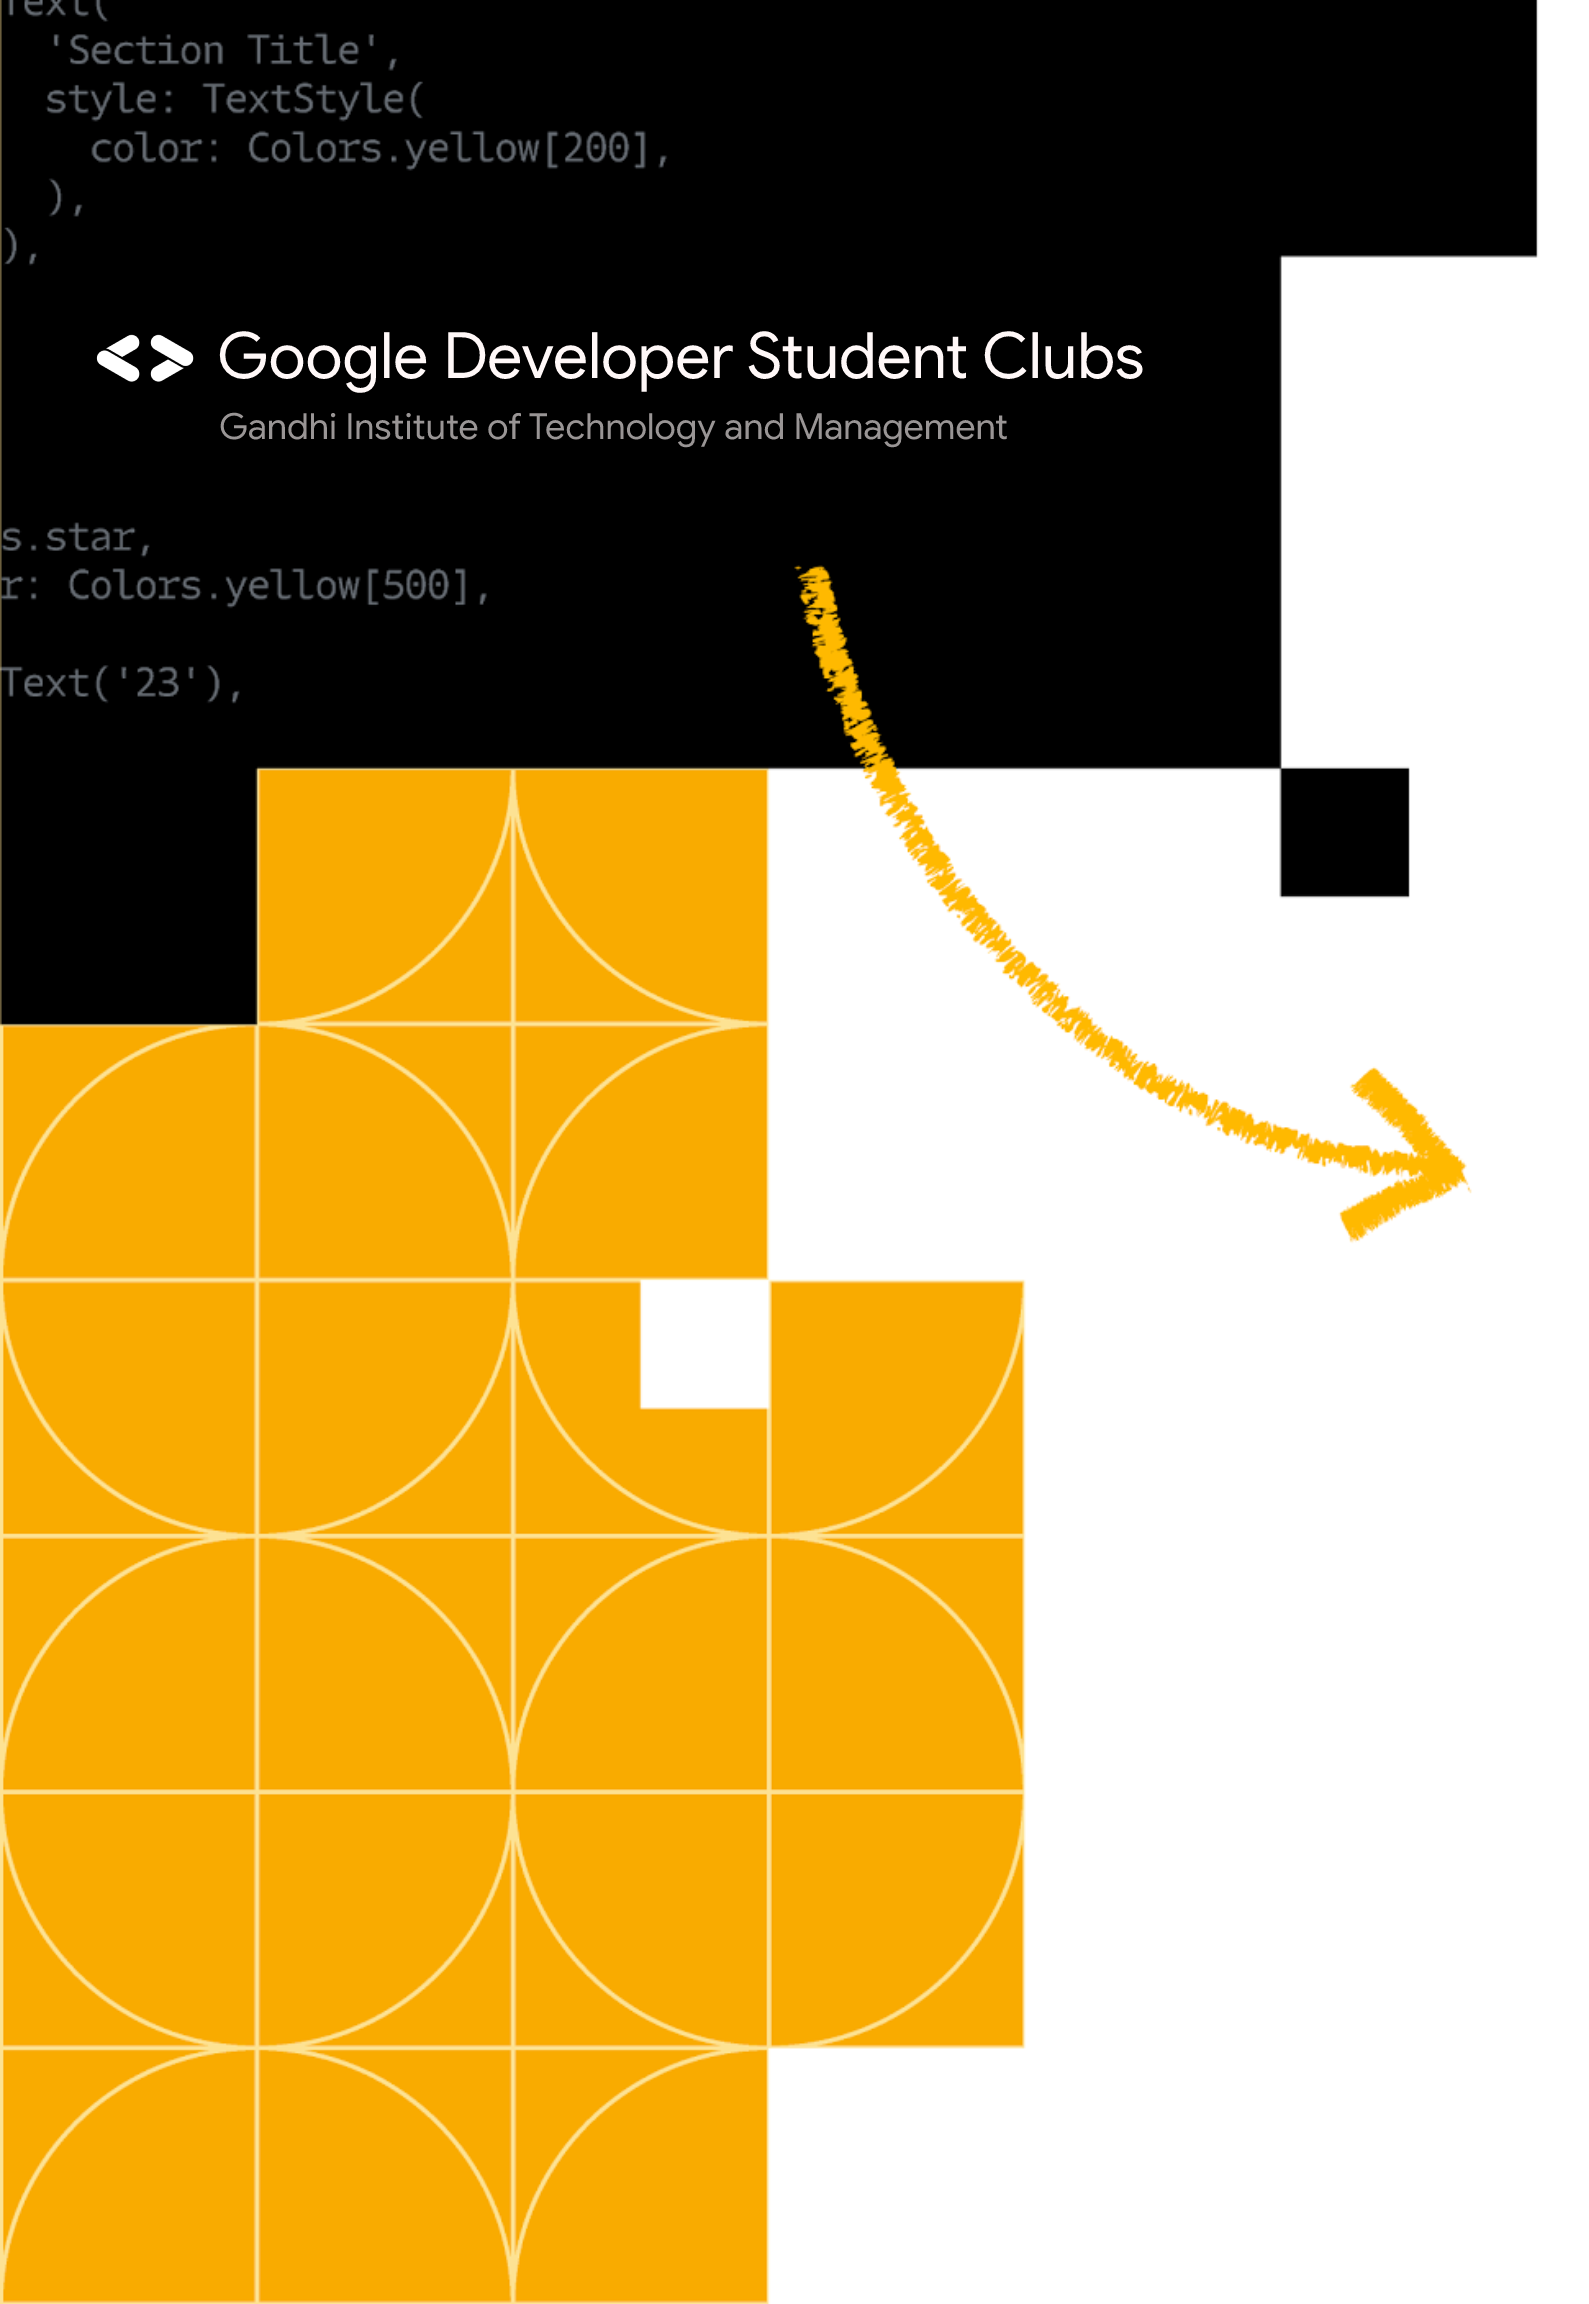 Text(
'Section Title',
style: TextStyle(
color: Colors.yellow[200],
),
),
Google Developer Student Clubs
Gandhi Institute of Technology and Management
s.star,
r: Colors.yellow[500],
Text('23'),